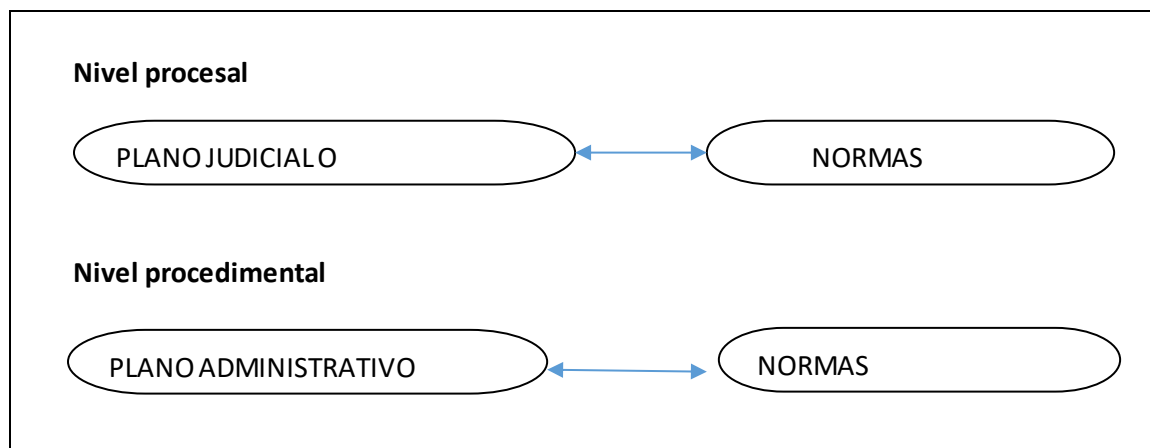 Nivel procesal
PLANO JUDICIAL O
NORMAS
Nivel procedimental
PLANO ADMINISTRATIVO
NORMAS